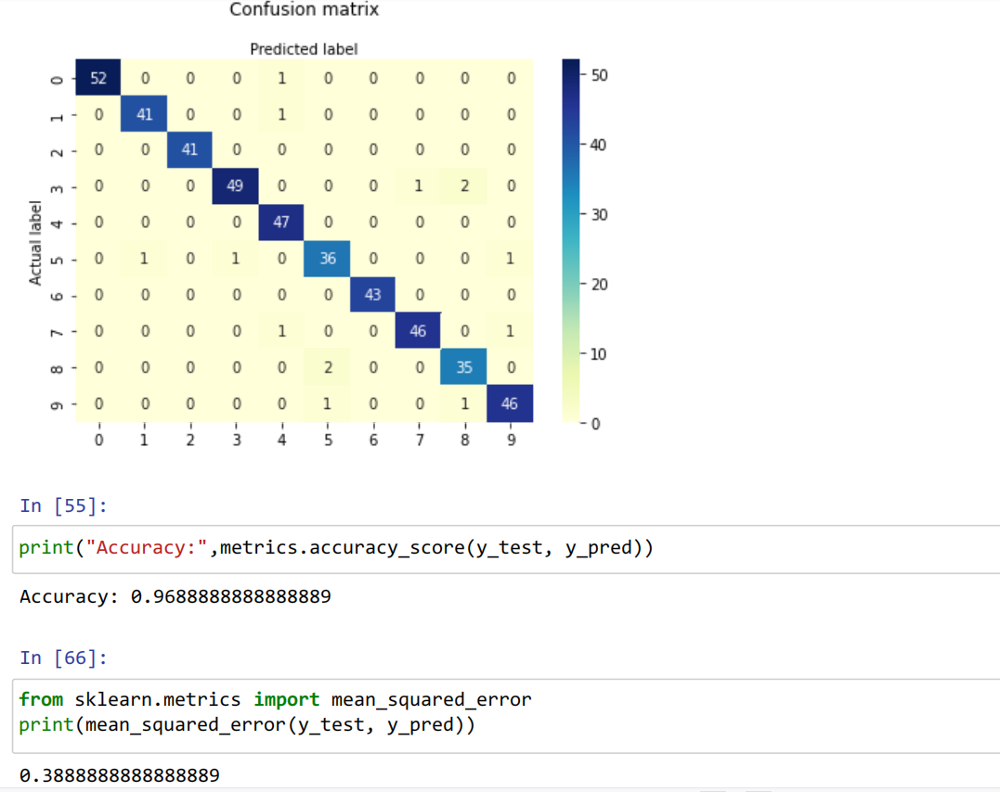 Confusion matrix
Predicted label
Actual label
0 52 0 0 0 1 0 0 0 0 0
1 0 41 0 0 1 0 0 0 0 0
2 0 0 41 0 0 0 0 0 0 0
3 0 0 0 49 0 0 0 1 2 0
4 0 0 0 0 47 0 0 0 0 0
5 0 1 0 1 0 36 0 0 0 1
6 0 0 0 0 0 0 43 0 0 0
7 0 0 0 0 1 0 0 46 0 1
8 0 0 0 0 0 2 0 0 35 0
9 0 0 0 0 0 1 0 0 1 46
0 1 2 3 4 5 6 7 8 9
50
40
30
20
10
0
In [55]:
print("Accuracy:",metrics.accuracy_score(y_test, y_pred))
Accuracy: 0.9688888888888889
In [66]:
from sklearn.metrics import mean_squared_error
print(mean_squared_error(y_test, y_pred))
0.3888888888888889